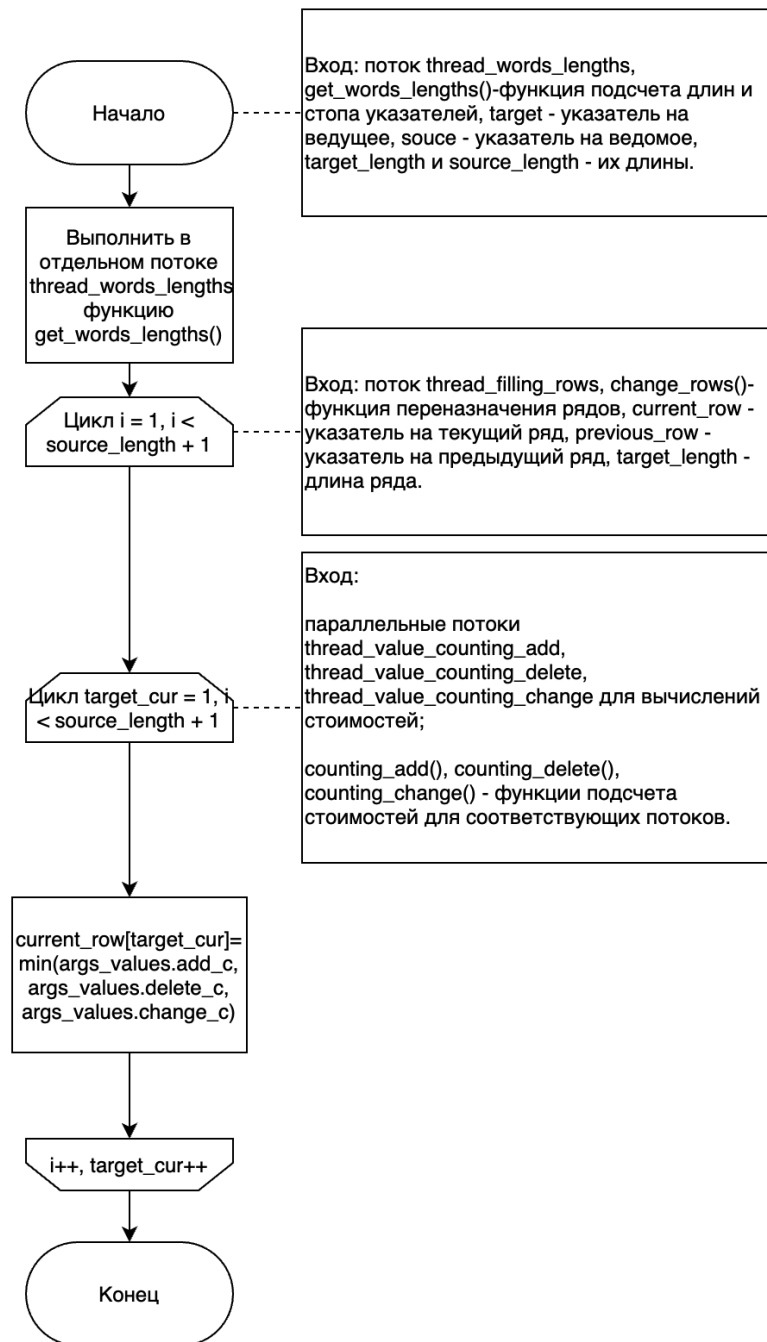 Начало
Вход: поток thread_words_lengths,
get_words_lengths()-функция подсчета длин и
стопа указателей, target - указатель на
ведущее, souce - указатель на ведомое,
target_length и source_length - их длины.
Выполнить в
отдельном потоке
thread_words_lengths
функцию
get_words_lengths()
Цикл i = 1, i <
source_length + 1
Вход: поток thread_filling_rows, change_rows()-
функция переназначения рядов, current_row -
указатель на текущий ряд, previous_row -
указатель на предыдущий ряд, target_length -
длина ряда.
Цикл target_cur = 1, i
< source_length + 1
Вход:
параллельные потоки
thread_value_counting_add,
thread_value_counting_delete,
thread_value_counting_change для вычислений
стоимостей;
counting_add(), counting_delete(),
counting_change() - функции подсчета
стоимостей для соответствующих потоков.
current_row[target_cur]=
min(args_values.add_c,
args_values.delete_c,
args_values.change_c)
i++, target_cur++
Конец